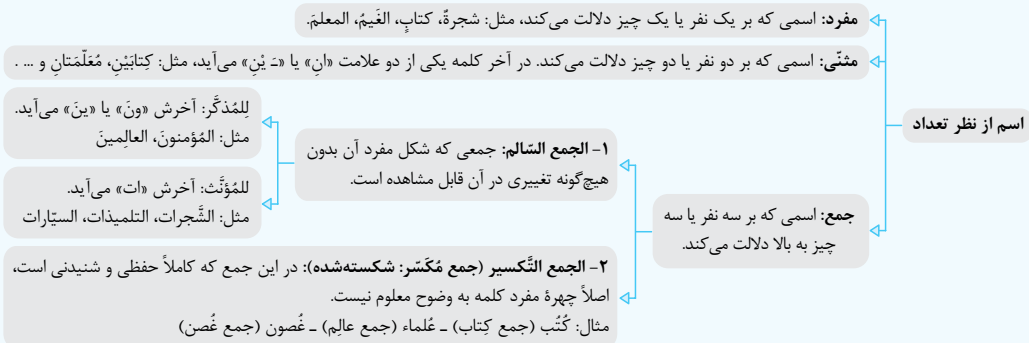 اسم از نظر تعداد
مفرد: اسمی که بر یک نفر یا یک چیز دلالت می‌کند، مثل: شجرةٌ، کتابٍ، الغَیمُ، المعلمَ.
مثنّی: اسمی که بر دو نفر یا دو چیز دلالت می‌کند. در آخر کلمه یکی از دو علامت «انِ» یا «ـَ یْنِ» می‌آید، مثل: کِتابَیْنِ، مُعَلّمَتانِ و ... .
جمع: اسمی که بر سه نفر یا سه
چیز به بالا دلالت می‌کند.
۱- الجمع السّالم: جمعی که شکل مفرد آن بدون
هیچ‌گونه تغییری در آن قابل مشاهده است.
لِلمُذکَّر: آخرش «ونَ» یا «ینَ» می‌آید.
مثل: المُؤمنونَ، العالِمینَ
للمُؤنَّث: آخرش «ات» می‌آید.
مثل: الشَّجرات، التلمیذات، السیّارات
۲- الجمع التَّکسیر (جمع مُکَسّر: شکسته‌شده): در این جمع که کاملاً حفظی و شنیدنی است،
اصلاً چهرهٔ مفرد کلمه به وضوح معلوم نیست.
مثال: کُتُب (جمع کِتاب) ـ عُلماء (جمع عالِم) ـ غُصون (جمع غُصن)